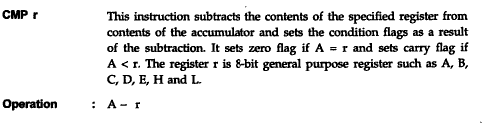 CMP r This instruction subtracts the contents of the specified register from
contents of the accumulator and sets the condition flags as a result
of the subtraction. It sets zero flag if A = r and sets carry flag if
A < r. The register r is 8-bit general purpose register such as A, B,
C, D, E, H and L.
Operation : A - r